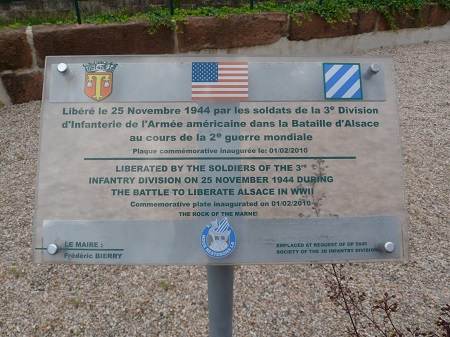 Libéré le 25 Novembre 1944 par les soldats de la 3e Division
d'Infanterie de l'Armée américaine dans la Bataille d'Alsace
au cours de la 2e guerre mondiale
Plaque commémorative inaugurée le: 01/02/2010
LIBERATED BY THE SOLDIERS OF THE 3rd
INFANTRY DIVISION ON 25 NOVEMBER 1944 DURING
THE BATTLE TO LIBERATE ALSACE IN WWII
Commemorative plate inaugurated on 01/02/2010
THE ROCK OF THE MARNE!
LE MAIRE :
Frédéric BIERRY
EMPLACED AT REQUEST OF OP
SOCIETY OF THE 3D INFANTRY DIVISION